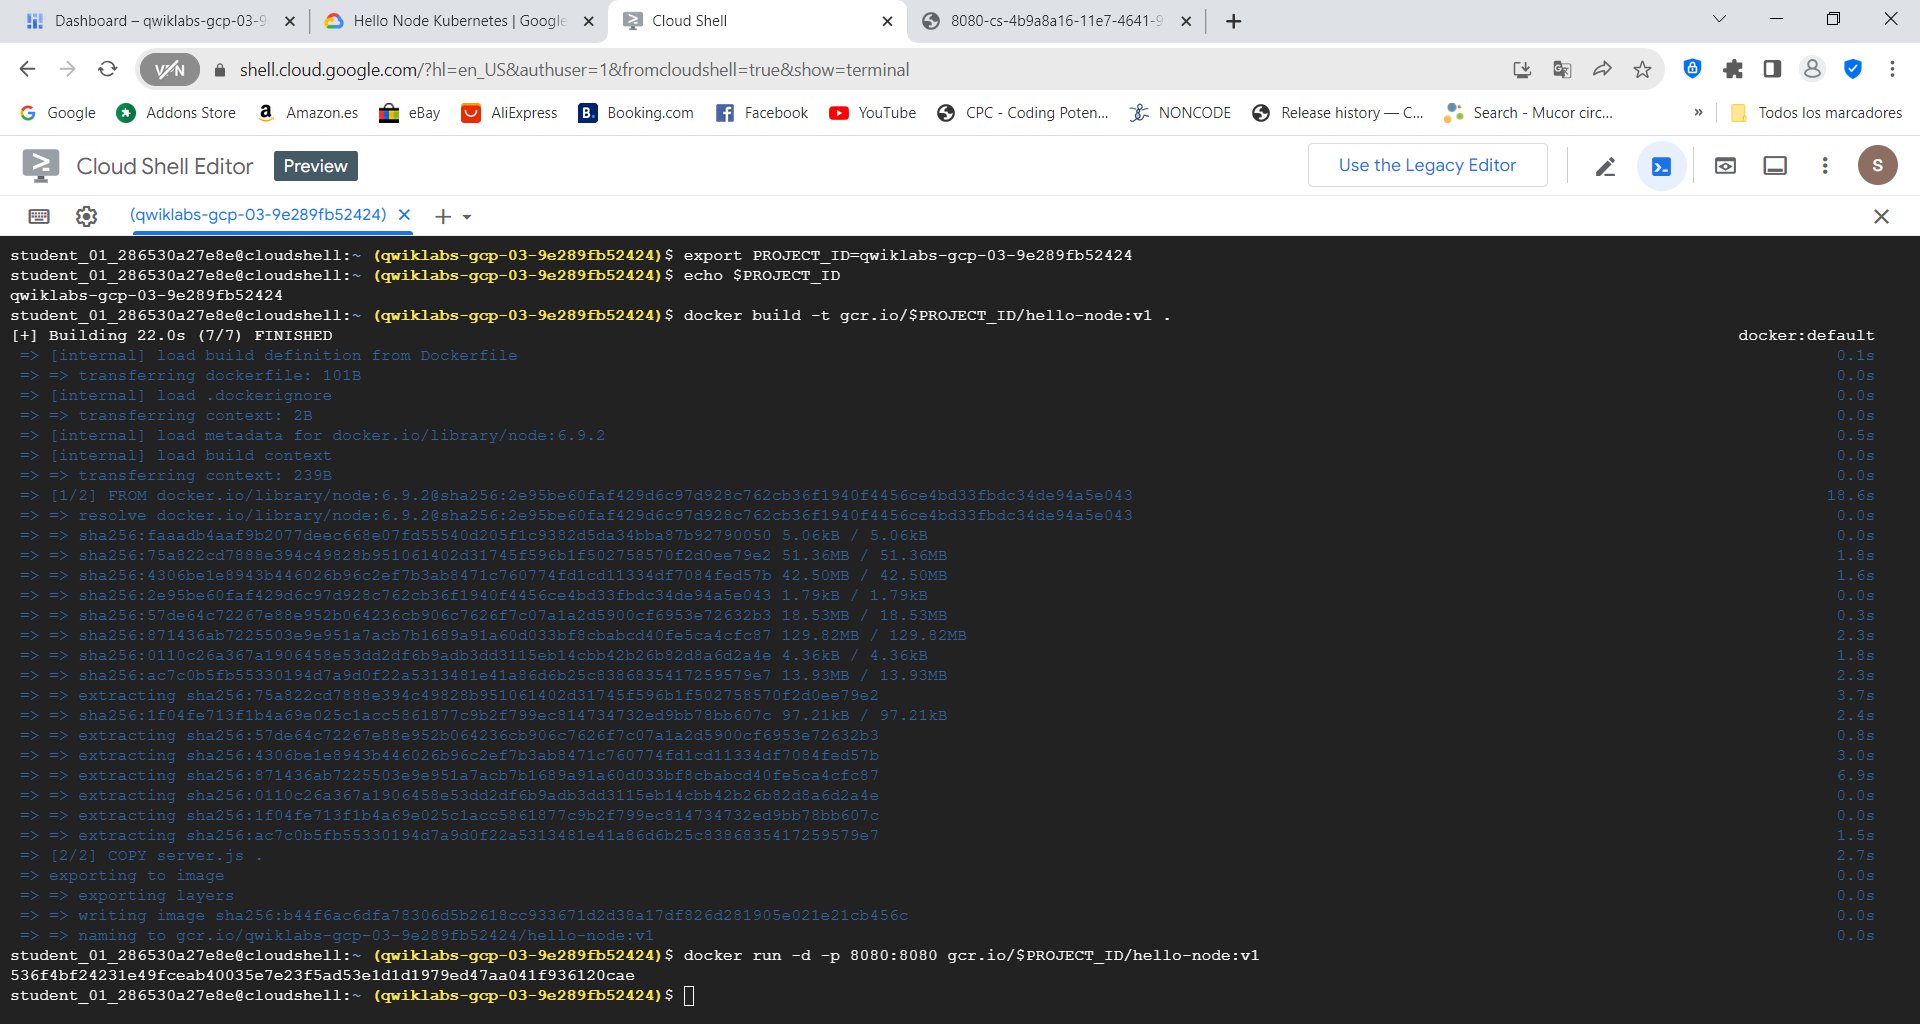 Dashboard – qwiklabs-gcp-03-9
Hello Node Kubernetes | Google
Cloud Shell
8080-cs-4b9a8a16-11e7-4641-9
VPN
shell.cloud.google.com/?hl=en_US&authuser=1&fromcloudshell=true&show=terminal
Google
Addons Store
Amazon.es
eBay
AliExpress
B. Booking.com
Facebook
YouTube
CPC - Coding Poten...
NONCODE
Release history — C...
Search - Mucor circ...
»
Todos los marcadores
Cloud Shell Editor
Preview
Use the Legacy Editor
S
(qwiklabs-gcp-03-9e289fb52424)
student_01_286530a27e8e@cloudshell:~ (qwiklabs-gcp-03-9e289fb52424)$ export PROJECT_ID=qwiklabs-gcp-03-9e289fb52424
student_01_286530a27e8e@cloudshell:~ (qwiklabs-gcp-03-9e289fb52424)$ echo $PROJECT_ID
qwiklabs-gcp-03-9e289fb52424
student_01_286530a27e8e@cloudshell:~ (qwiklabs-gcp-03-9e289fb52424)$ docker build -t gcr.io/$PROJECT_ID/hello-node:v1 .
[+] Building 22.0s (7/7) FINISHED docker:default
=> [internal] load build definition from Dockerfile 0.1s
=> => transferring dockerfile: 101B 0.0s
=> [internal] load .dockerignore 0.0s
=> => transferring context: 2B 0.0s
=> [internal] load metadata for docker.io/library/node:6.9.2 0.5s
=> [internal] load build context 0.0s
=> => transferring context: 239B 0.0s
=> [1/2] FROM docker.io/library/node:6.9.2@sha256:2e95be60faf429d6c97d928c762cb36f1940f4456ce4bd33fbdc34de94a5e043 18.6s
=> => resolve docker.io/library/node:6.9.2@sha256:2e95be60faf429d6c97d928c762cb36f1940f4456ce4bd33fbdc34de94a5e043 0.0s
=> => sha256:faaadb4aaf9b2077deec668e07fd55540d205f1c9382d5da34bba87b92790050 5.06kB / 5.06kB 0.0s
=> => sha256:75a822cd7888e394c49828b951061402d31745f596b1f502758570f2d0ee79e2 51.36MB / 51.36MB 1.8s
=> => sha256:4306be1e8943b446026b96c2ef7b3ab8471c760774fd1cd11334df7084fed57b 42.50MB / 42.50MB 1.6s
=> => sha256:2e95be60faf429d6c97d928c762cb36f1940f4456ce4bd33fbdc34de94a5e043 1.79kB / 1.79kB 0.0s
=> => sha256:57de64c72267e88e952b064236cb906c7626f7c07a1a2d5900cf6953e72632b3 18.53MB / 18.53MB 0.3s
=> => sha256:871436ab7225503e9e951a7acb7b1689a91a60d033bf8cbabcd40fe5ca4cfc87 129.82MB / 129.82MB 2.3s
=> => sha256:0110c26a367a1906458e53dd2df6b9adb3dd3115eb14cbb42b26b82d8a6d2a4e 4.36kB / 4.36kB 1.8s
=> => sha256:ac7c0b5fb55330194d7a9d0f22a5313481e41a86d6b25c8386835417259579e7 13.93MB / 13.93MB 2.3s
=> => extracting sha256:75a822cd7888e394c49828b951061402d31745f596b1f502758570f2d0ee79e2 3.7s
=> => sha256:1f04fe713f1b4a69e025c1acc5861877c9b2f799ec814734732ed9bb78bb607c 97.21kB / 97.21kB 2.4s
=> => extracting sha256:57de64c72267e88e952b064236cb906c7626f7c07a1a2d5900cf6953e72632b3 0.8s
=> => extracting sha256:4306be1e8943b446026b96c2ef7b3ab8471c760774fd1cd11334df7084fed57b 3.0s
=> => extracting sha256:871436ab7225503e9e951a7acb7b1689a91a60d033bf8cbabcd40fe5ca4cfc87 6.9s
=> => extracting sha256:0110c26a367a1906458e53dd2df6b9adb3dd3115eb14cbb42b26b82d8a6d2a4e 0.0s
=> => extracting sha256:1f04fe713f1b4a69e025c1acc5861877c9b2f799ec814734732ed9bb78bb607c 0.0s
=> => extracting sha256:ac7c0b5fb55330194d7a9d0f22a5313481e41a86d6b25c8386835417259579e7 1.5s
=> [2/2] COPY server.js . 2.7s
=> exporting to image 0.0s
=> => exporting layers 0.0s
=> => writing image sha256:b44f6ac6dfa78306d5b2618cc933671d2d38a17df826d281905e021e21cb456c 0.0s
=> => naming to gcr.io/qwiklabs-gcp-03-9e289fb52424/hello-node:v1 0.0s
student_01_286530a27e8e@cloudshell:~ (qwiklabs-gcp-03-9e289fb52424)$ docker run -d -p 8080:8080 gcr.io/$PROJECT_ID/hello-node:v1
536f4bf24231e49fceab40035e7e23f5ad53e1d1d1979ed47aa041f936120cae
student_01_286530a27e8e@cloudshell:~ (qwiklabs-gcp-03-9e289fb52424)$